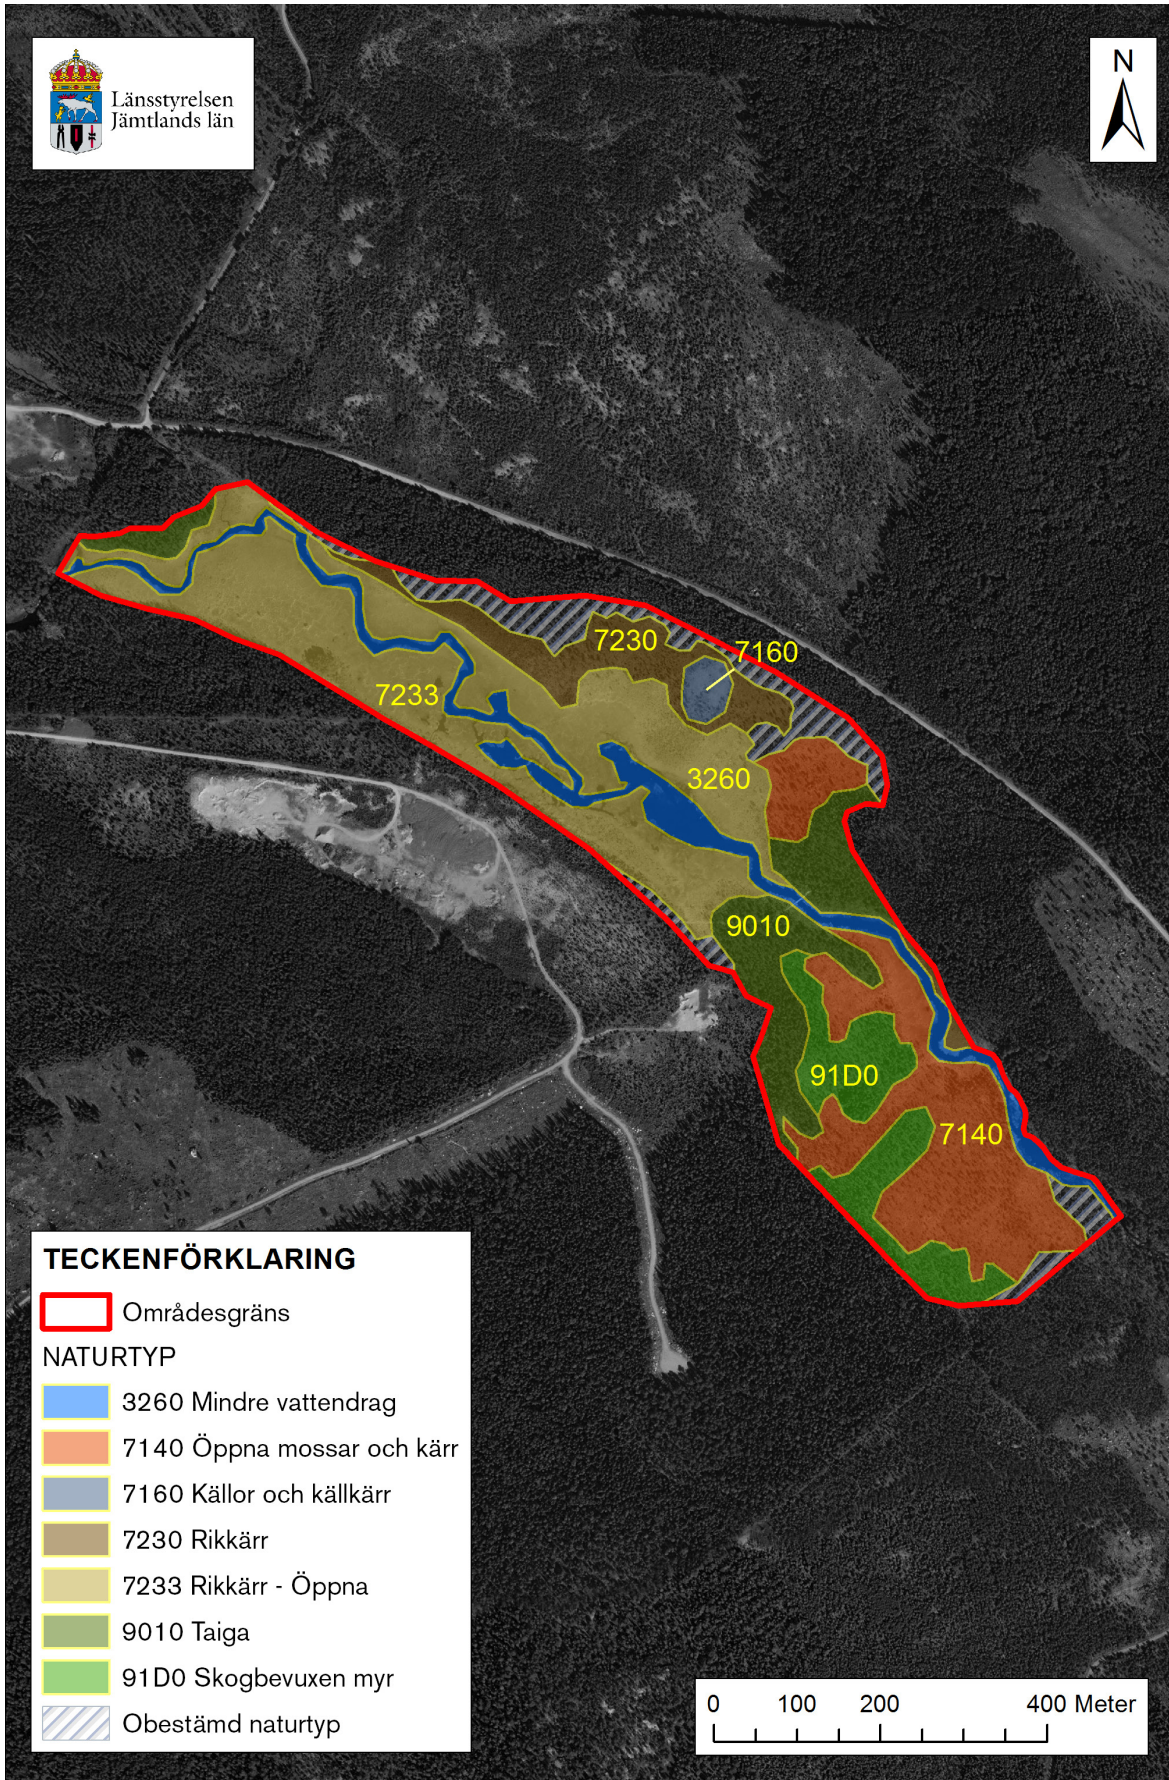 Länsstyrelsen
Jämtlands län
N
7230
7160
7233
3260
9010
91D0
7140
TECKENFÖRKLARING
Områdesgräns
NATURTYP
3260 Mindre vattendrag
7140 Öppna mossar och kärr
7160 Källor och källkärr
7230 Rikkärr
7233 Rikkärr - Öppna
9010 Taiga
91D0 Skogbevuxen myr
Obestämd naturtyp
0 100 200 400 Meter